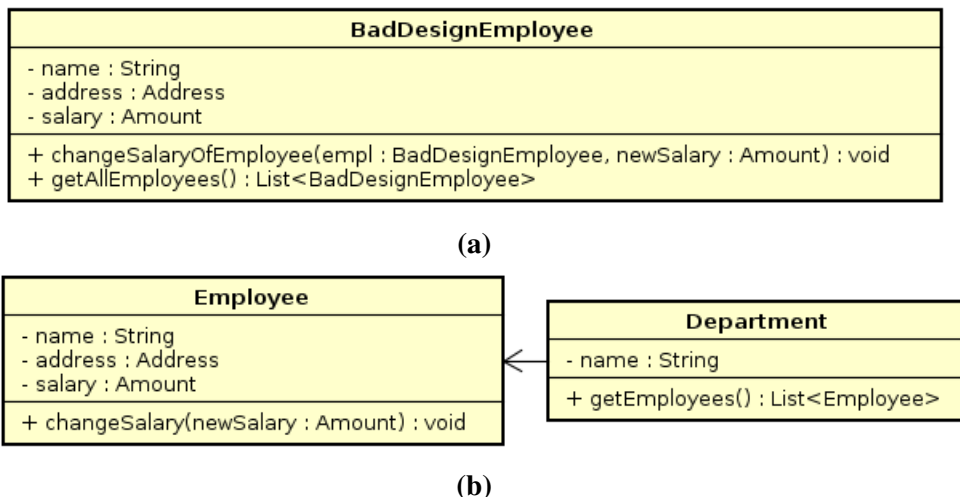 BadDesignEmployee
- name : String
- address : Address
- salary : Amount
+ changeSalaryOfEmployee(empl : BadDesignEmployee, newSalary : Amount) : void
+ getAllEmployees() : List<BadDesignEmployee>
(a)
Employee
- name : String
- address : Address
- salary : Amount
+ changeSalary(newSalary : Amount) : void
Department
- name : String
+ getEmployees() : List<Employee>
(b)